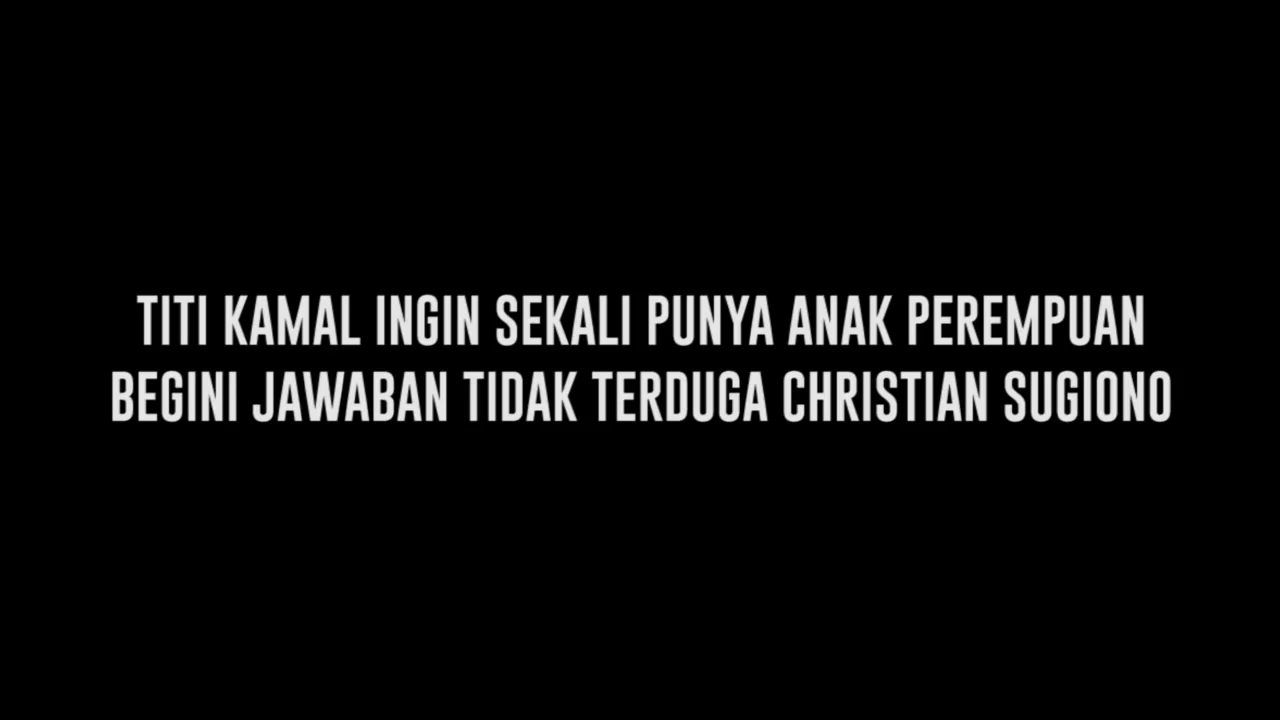 TITI KAMAL INGIN SEKALI PUNYA ANAK PEREMPUAN
BEGINI JAWABAN TIDAK TERDUGA CHRISTIAN SUGIONO